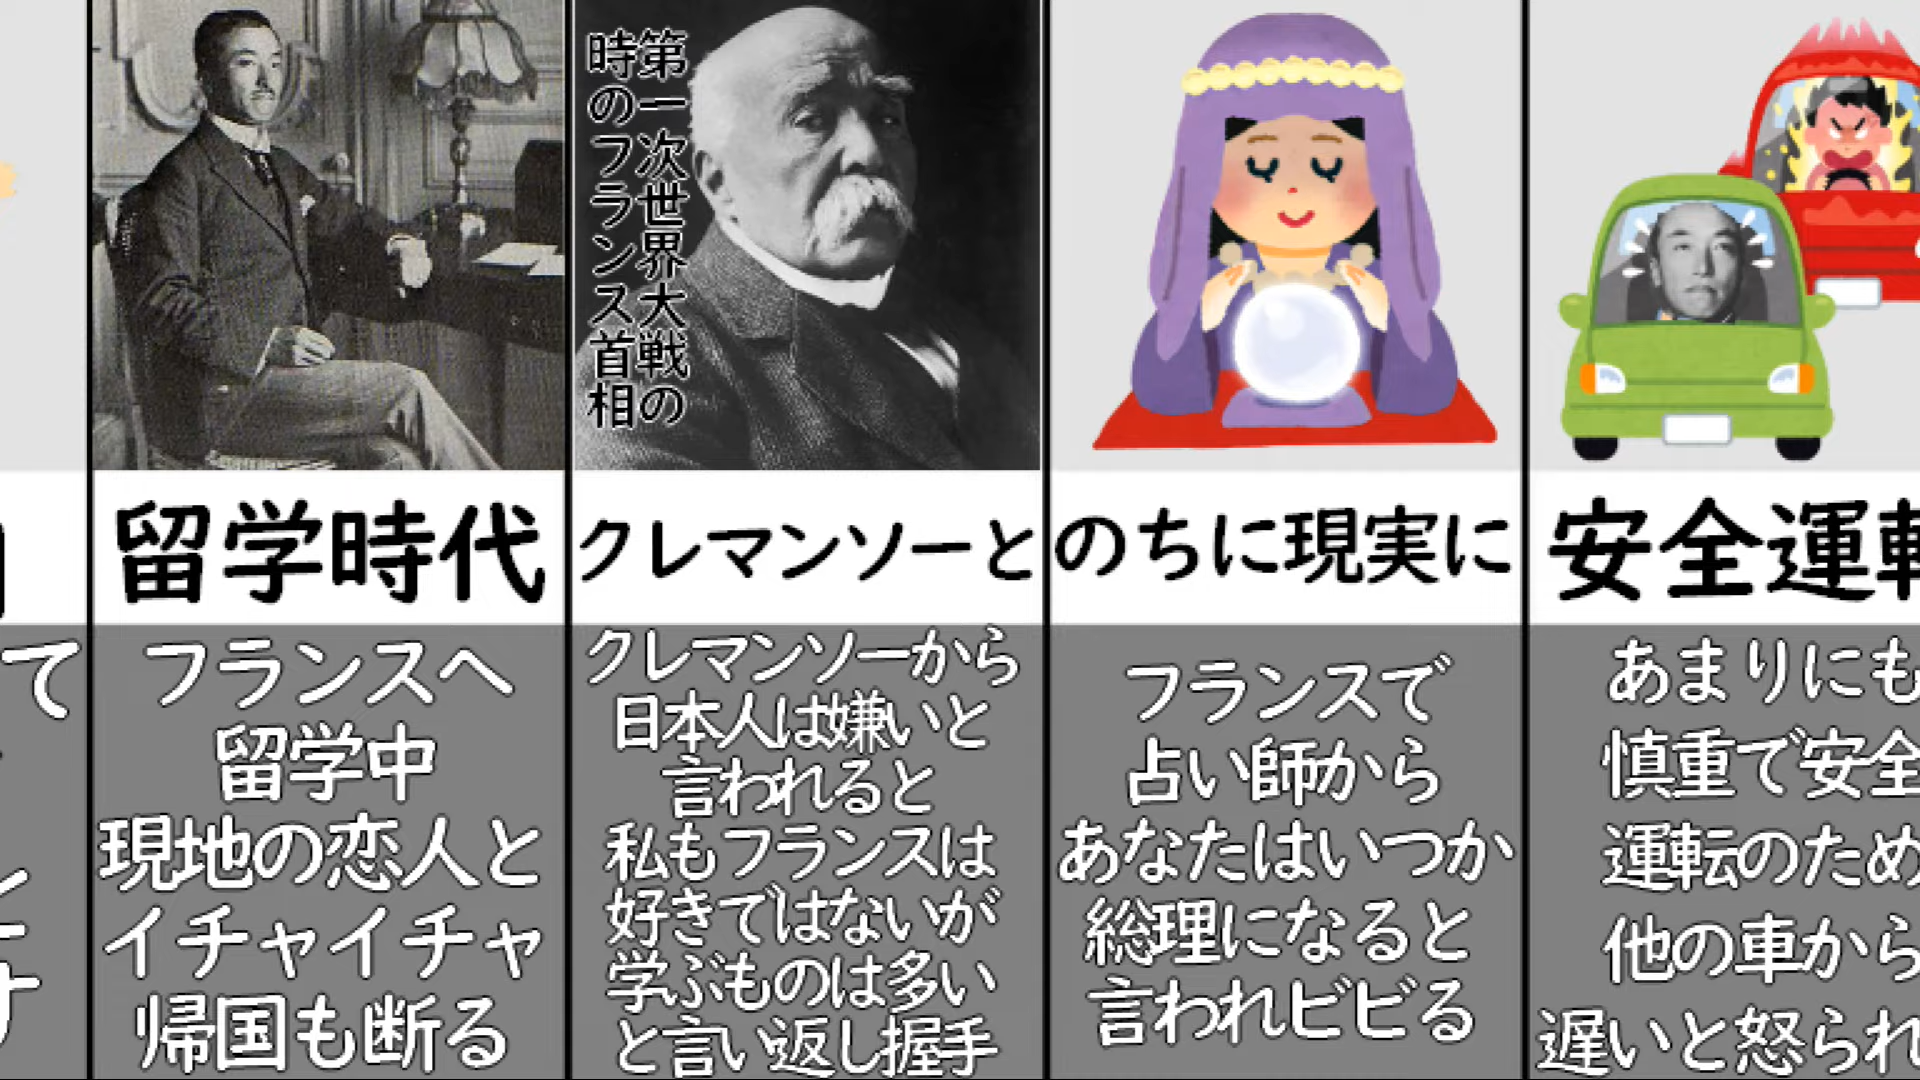 留学時代
フランスへ
留学中
現地の恋人と
イチャイチャ
帰国も断る
第一次世界大戦の
時のフランス首相
クレマンソーと
クレマンソーから
日本人は嫌いと
言われると
私もフランスは
好きではないが
学ぶものは多い
と言い返し握手
のちに現実に
フランスで
占い師から
あなたはいつか
総理になると
言われビビる
安全運転
あまりにも
慎重で安全
運転のため
他の車から
遅いと怒られ
て
す